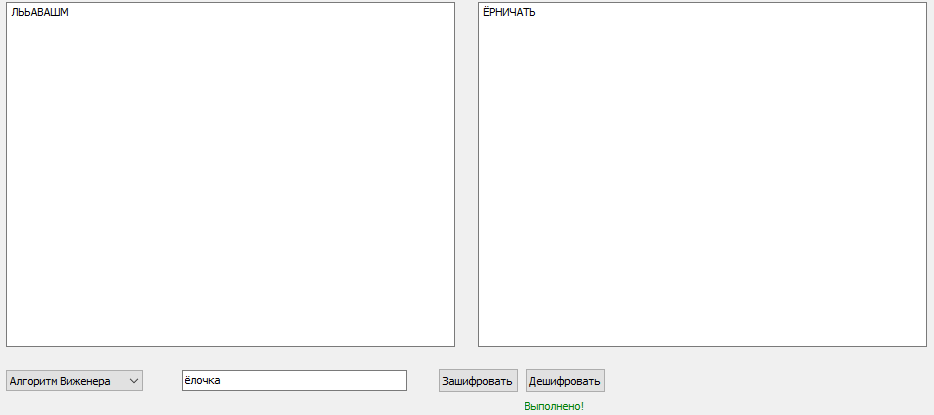 ЛЬЬАВАШМ
ЁРНИЧАТЬ
Алгоритм Виженера
ёлочка
Зашифровать
Дешифровать
Выполнено!